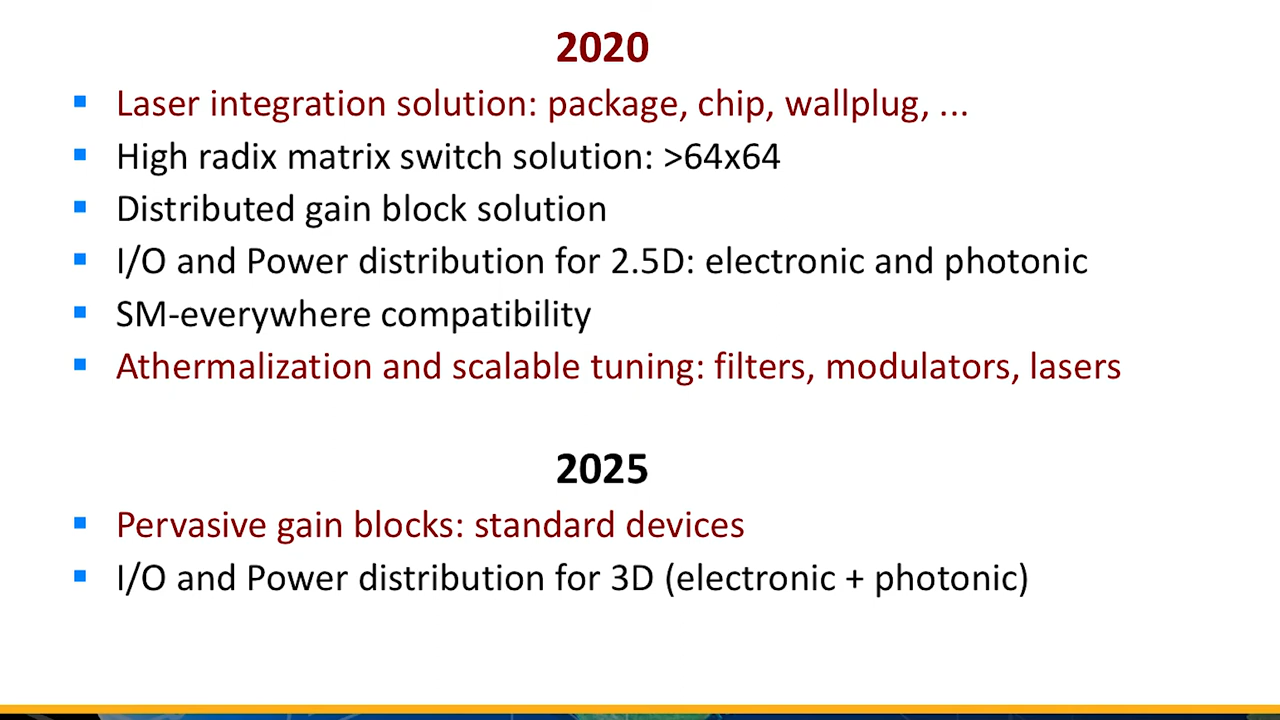 2020
▪ Laser integration solution: package, chip, wallplug, ...
▪ High radix matrix switch solution: >64x64
▪ Distributed gain block solution
▪ I/O and Power distribution for 2.5D: electronic and photonic
▪ SM-everywhere compatibility
▪ Athermalization and scalable tuning: filters, modulators, lasers
2025
▪ Pervasive gain blocks: standard devices
▪ I/O and Power distribution for 3D (electronic + photonic)